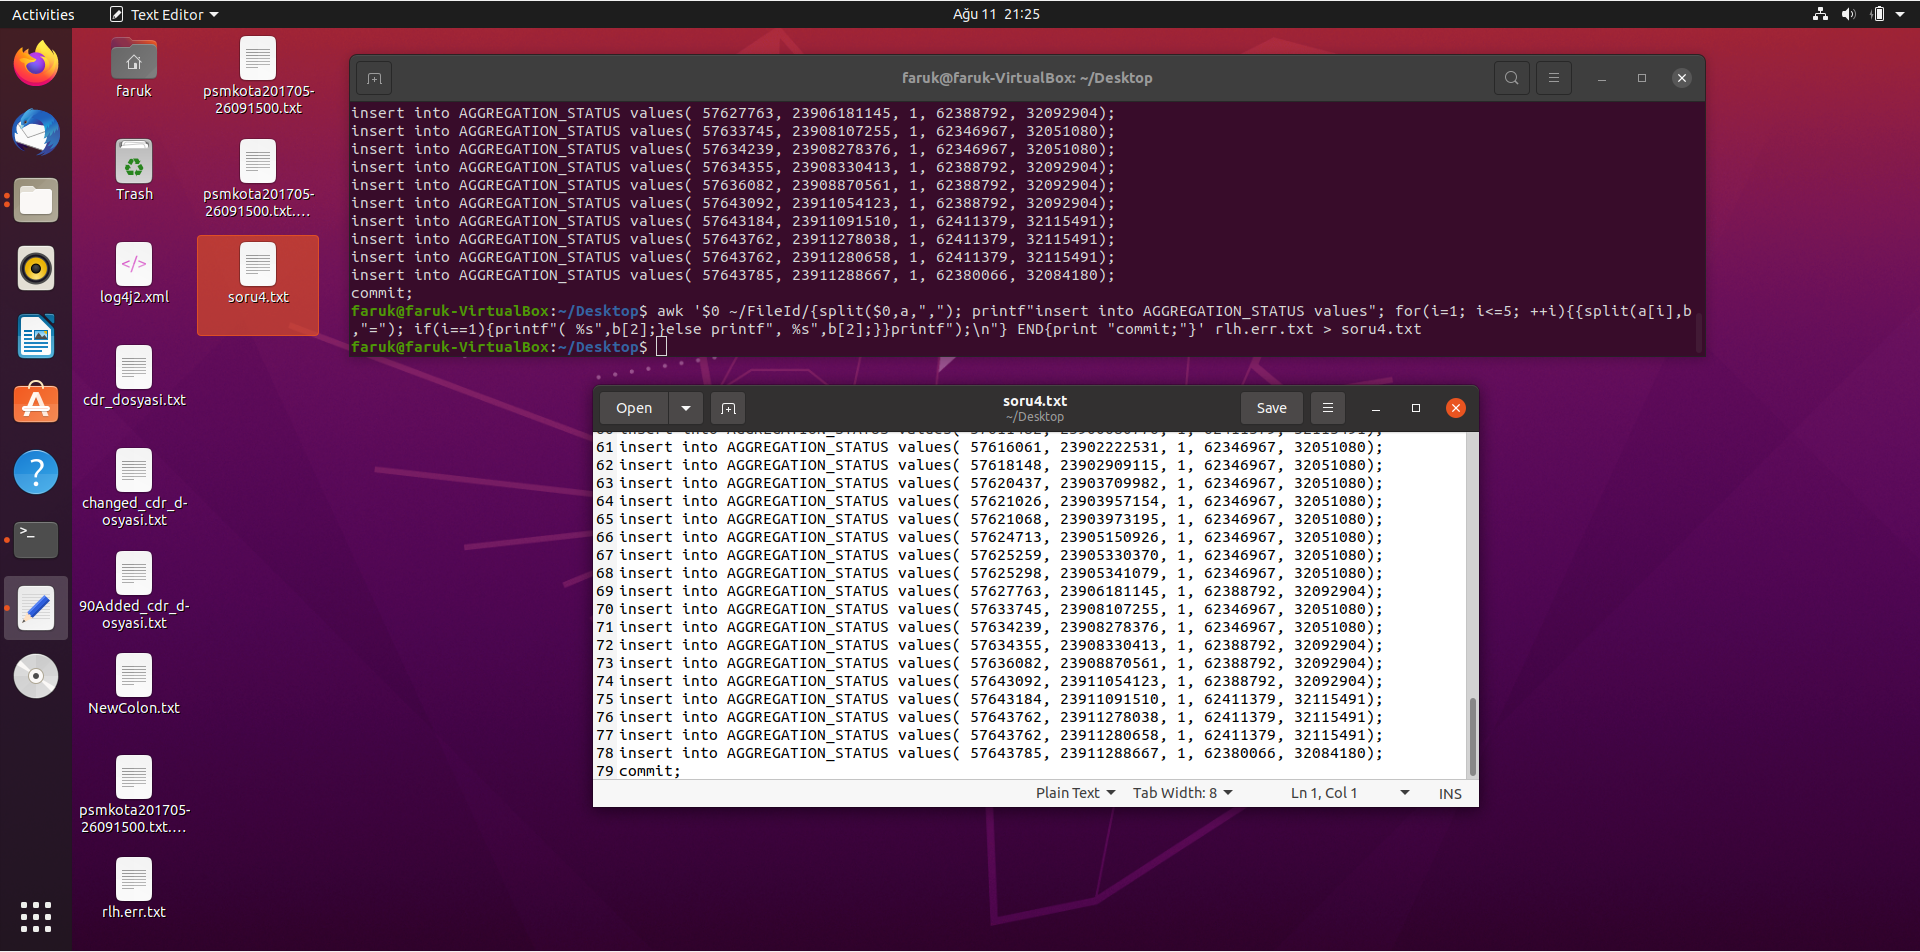 Activities
Text Editor
Ağu 11 21:25
faruk
psmkota201705-
26091500.txt
Trash
psmkota201705-
26091500.txt....
log4j2.xml
soru4.txt
cdr_dosyasi.txt
changed_cdr_d-
osyasi.txt
90Added_cdr_d-
osyasi.txt
NewColon.txt
psmkota201705-
26091500.txt....
rlh.err.txt
faruk@faruk-VirtualBox: ~/Desktop
insert into AGGREGATION_STATUS values( 57627763, 23906181145, 1, 62388792, 32092904);
insert into AGGREGATION_STATUS values( 57633745, 23908107255, 1, 62346967, 32051080);
insert into AGGREGATION_STATUS values( 57634239, 23908278376, 1, 62346967, 32051080);
insert into AGGREGATION_STATUS values( 57634355, 23908330413, 1, 62388792, 32092904);
insert into AGGREGATION_STATUS values( 57636082, 23908870561, 1, 62388792, 32092904);
insert into AGGREGATION_STATUS values( 57643092, 23911054123, 1, 62388792, 32092904);
insert into AGGREGATION_STATUS values( 57643184, 23911091510, 1, 62411379, 32115491);
insert into AGGREGATION_STATUS values( 57643762, 23911278038, 1, 62411379, 32115491);
insert into AGGREGATION_STATUS values( 57643762, 23911280658, 1, 62411379, 32115491);
insert into AGGREGATION_STATUS values( 57643785, 23911288667, 1, 62380066, 32084180);
commit;
faruk@faruk-VirtualBox:~/Desktop$ awk '$0 ~/FileId/{split($0,a,","); printf"insert into AGGREGATION_STATUS values"; for(i=1; i<=5; ++i){{split(a[i],b
,"="); if(i==1){printf"( %s",b[2];}else printf", %s",b[2];}}printf");\n"} END{print "commit;"}' rlh.err.txt > soru4.txt
faruk@faruk-VirtualBox:~/Desktop$
Open
soru4.txt
~/Desktop
Save
61 insert into AGGREGATION_STATUS values( 57616061, 23902222531, 1, 62346967, 32051080);
62 insert into AGGREGATION_STATUS values( 57618148, 23902909115, 1, 62346967, 32051080);
63 insert into AGGREGATION_STATUS values( 57620437, 23903709982, 1, 62346967, 32051080);
64 insert into AGGREGATION_STATUS values( 57621026, 23903957154, 1, 62346967, 32051080);
65 insert into AGGREGATION_STATUS values( 57621068, 23903973195, 1, 62346967, 32051080);
66 insert into AGGREGATION_STATUS values( 57624713, 23905150926, 1, 62346967, 32051080);
67 insert into AGGREGATION_STATUS values( 57625259, 23905330370, 1, 62346967, 32051080);
68 insert into AGGREGATION_STATUS values( 57625298, 23905341079, 1, 62346967, 32051080);
69 insert into AGGREGATION_STATUS values( 57627763, 23906181145, 1, 62388792, 32092904);
70 insert into AGGREGATION_STATUS values( 57633745, 23908107255, 1, 62346967, 32051080);
71 insert into AGGREGATION_STATUS values( 57634239, 23908278376, 1, 62346967, 32051080);
72 insert into AGGREGATION_STATUS values( 57634355, 23908330413, 1, 62388792, 32092904);
73 insert into AGGREGATION_STATUS values( 57636082, 23908870561, 1, 62388792, 32092904);
74 insert into AGGREGATION_STATUS values( 57643092, 23911054123, 1, 62388792, 32092904);
75 insert into AGGREGATION_STATUS values( 57643184, 23911091510, 1, 62411379, 32115491);
76 insert into AGGREGATION_STATUS values( 57643762, 23911278038, 1, 62411379, 32115491);
77 insert into AGGREGATION_STATUS values( 57643762, 23911280658, 1, 62411379, 32115491);
78 insert into AGGREGATION_STATUS values( 57643785, 23911288667, 1, 62380066, 32084180);
79 commit;
Plain Text
Tab Width: 8
Ln 1, Col 1
INS